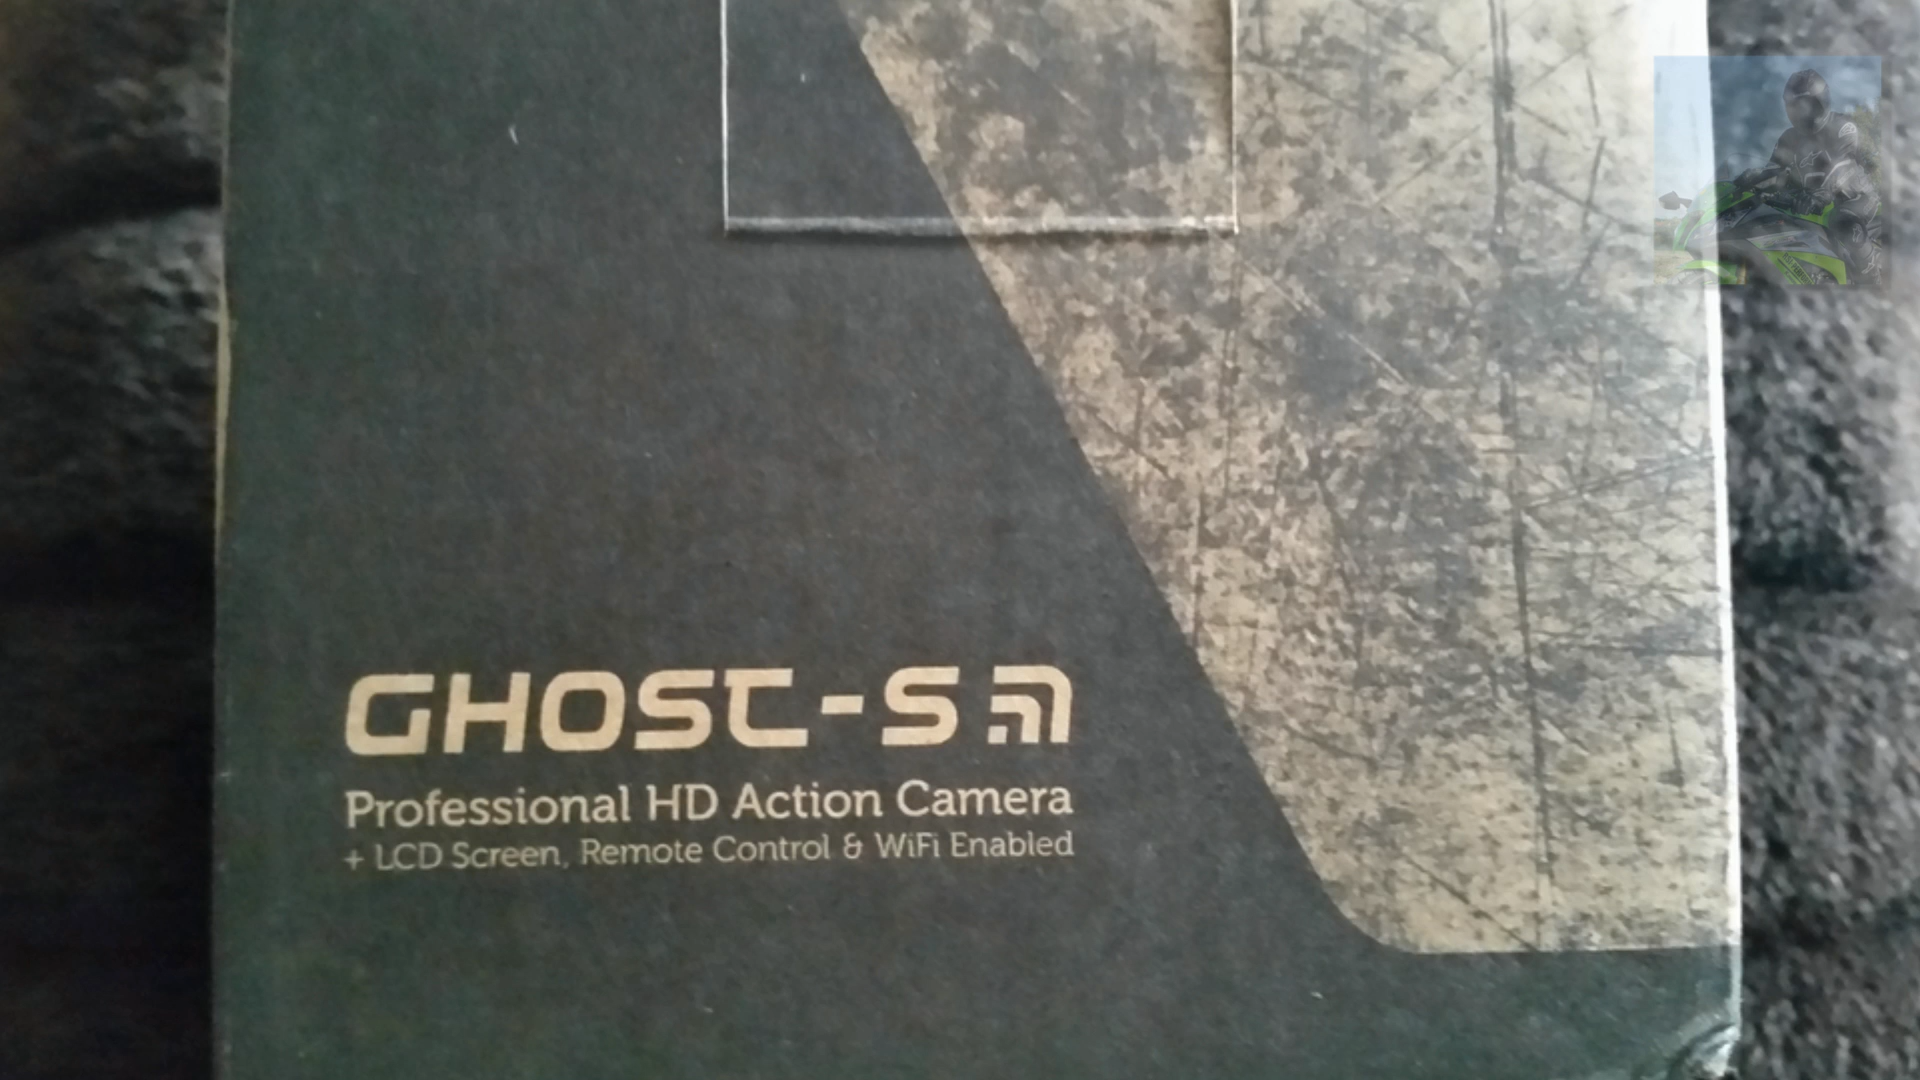 GHOST-S
Professional HD Action Camera
+ LCD Screen, Remote Control & WiFi Enabled